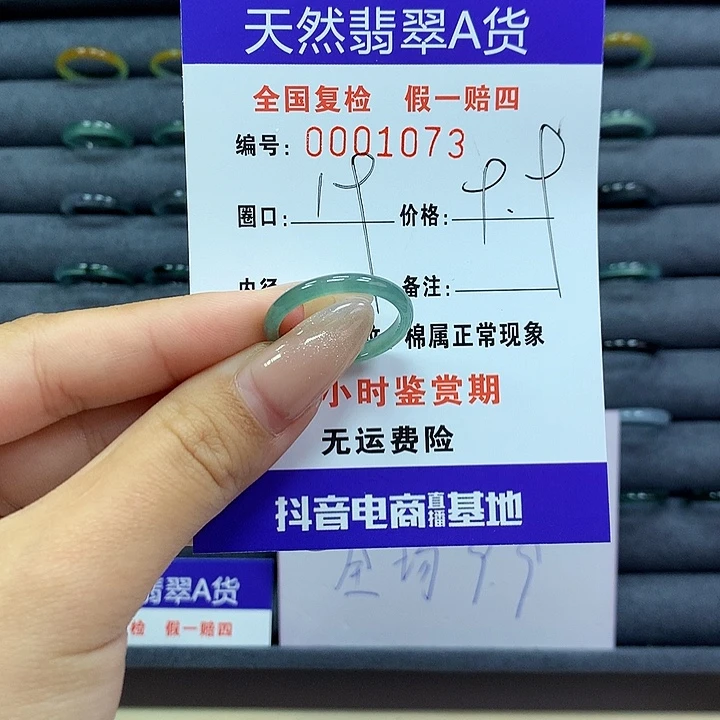 天然翡翠A货
全国复检 假一赔四
编号: 0001073
圈口: 19 价格: 9.9
内径 备注:
棉属正常现象
小时鉴赏期
无运费险
抖音电商直播基地
翡翠A货
检 假一赔四
全场9.9